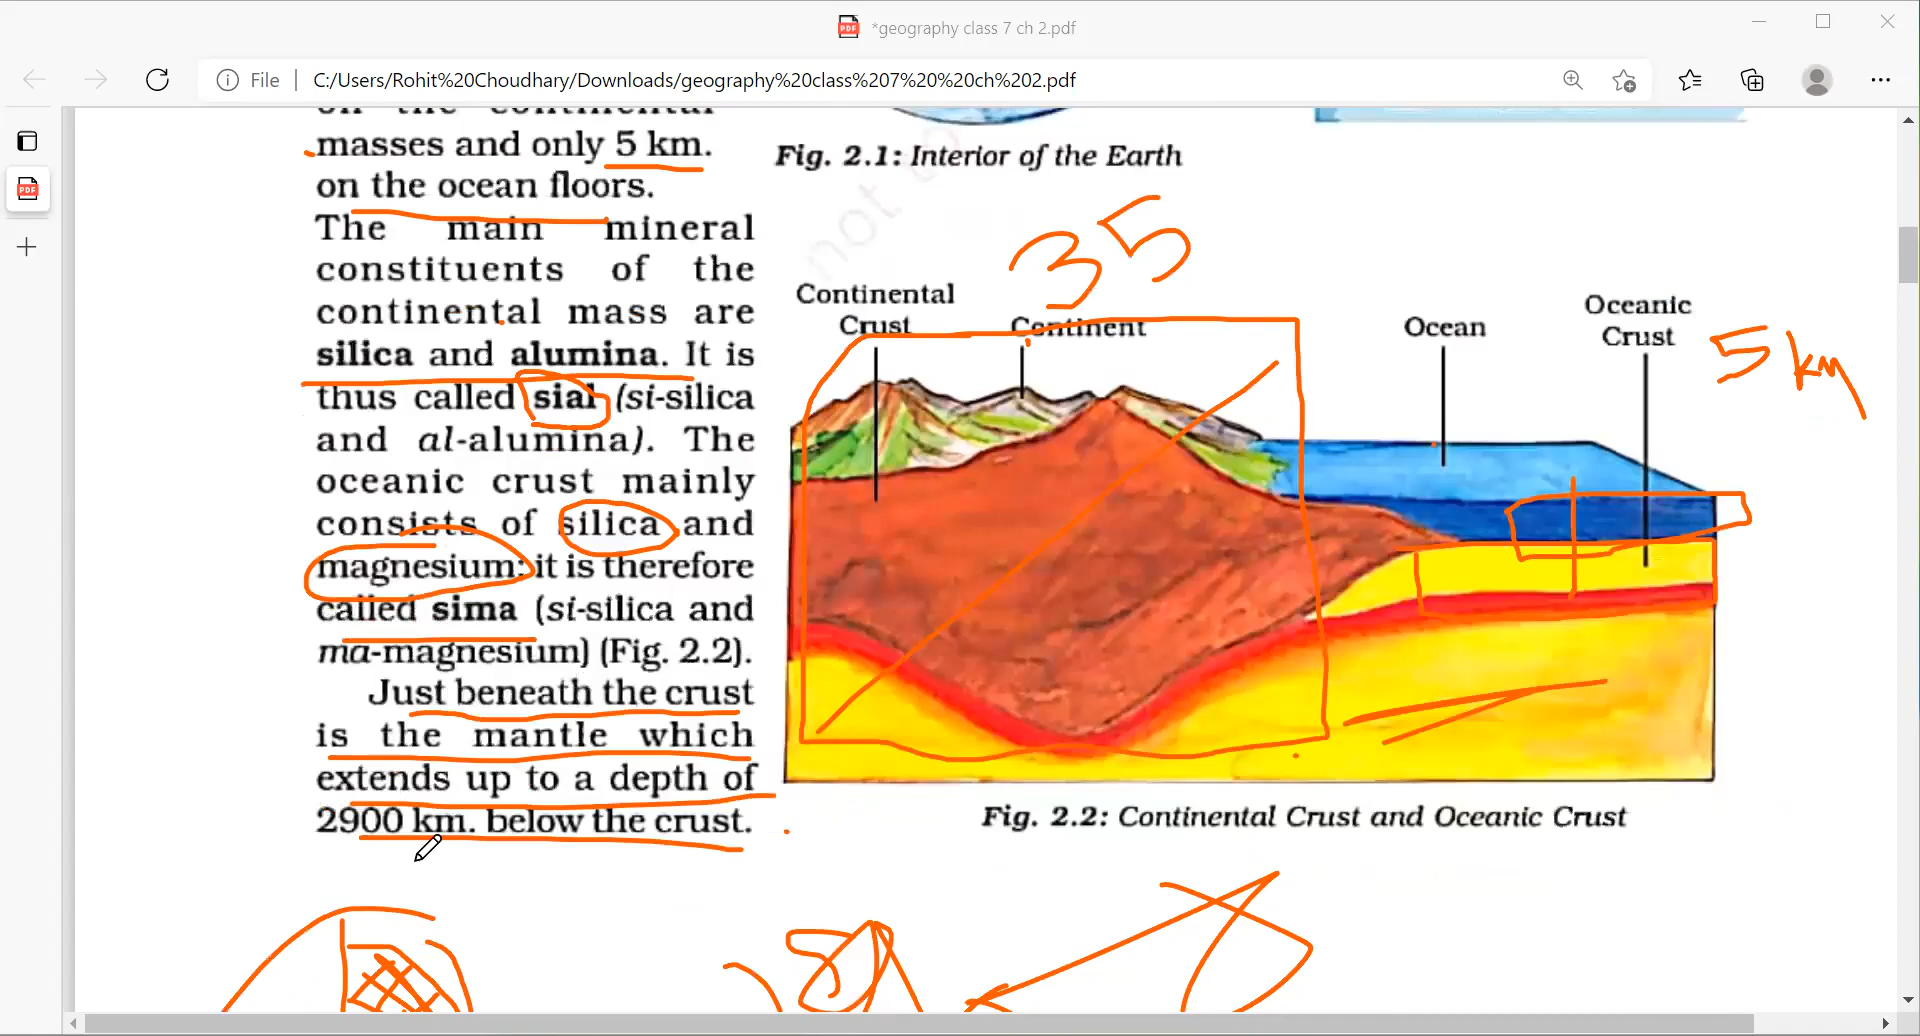 *geography class 7 ch 2.pdf
File
C:/Users/Rohit%20Choudhary/Downloads/geography%20class%207%20%20ch%202.pdf
on the continental
masses and only 5 km.
on the ocean floors.
The main mineral
constituents of the
continental mass are
silica and alumina. It is
thus called sial (si-silica
and al-alumina). The
oceanic crust mainly
consists of silica and
magnesium; it is therefore
called sima (si-silica and
ma-magnesium) (Fig. 2.2).
Just beneath the crust
is the mantle which
extends up to a depth of
2900 km. below the crust.
Fig. 2.1: Interior of the Earth
not
35
Continental
Crust
Continent
Ocean
Oceanic
Crust
5 km
Fig. 2.2: Continental Crust and Oceanic Crust